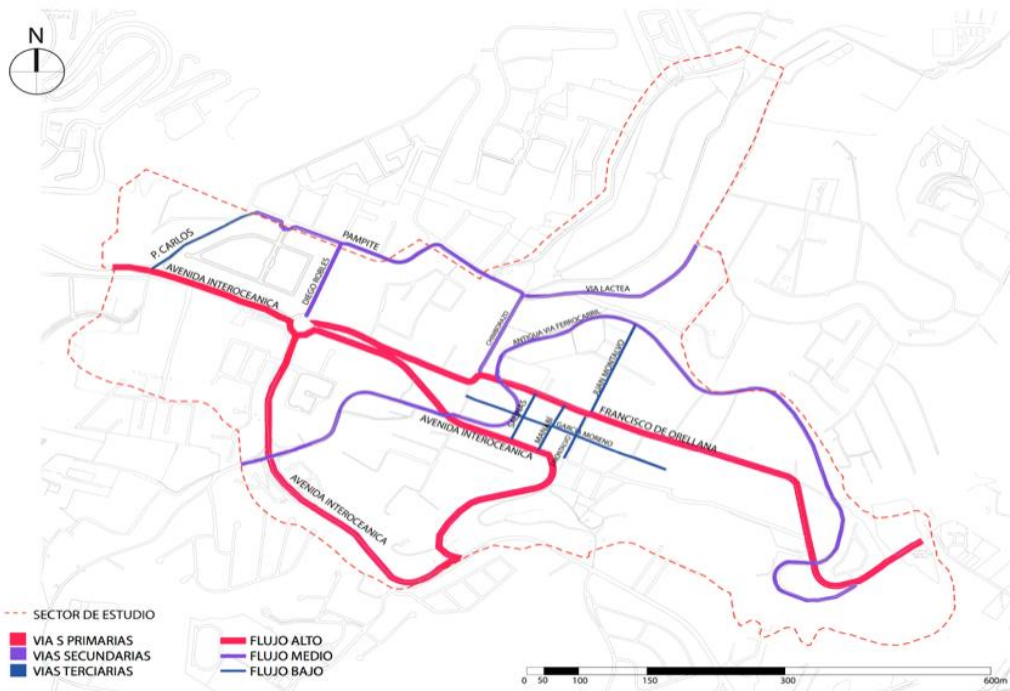 N
P. CARLOS
PAMPITE
AVENIDA INTEROCEANICA
DIEGO ROBLES
VIA LACTEA
CHIMBORAZO
ANTIGUA VIA FERROCARRIL
JUAN MONTALVO
SALINAS
MANABI
GARCIA MORENO
FRANCISCO DE ORELLANA
AVENIDA INTEROCEANICA
AVENIDA INTEROCEANICA
SECTOR DE ESTUDIO
VIA S PRIMARIAS
VIAS SECUNDARIAS
VIAS TERCIARIAS
FLUJO ALTO
FLUJO MEDIO
FLUJO BAJO
0 50 100 150 300 600m